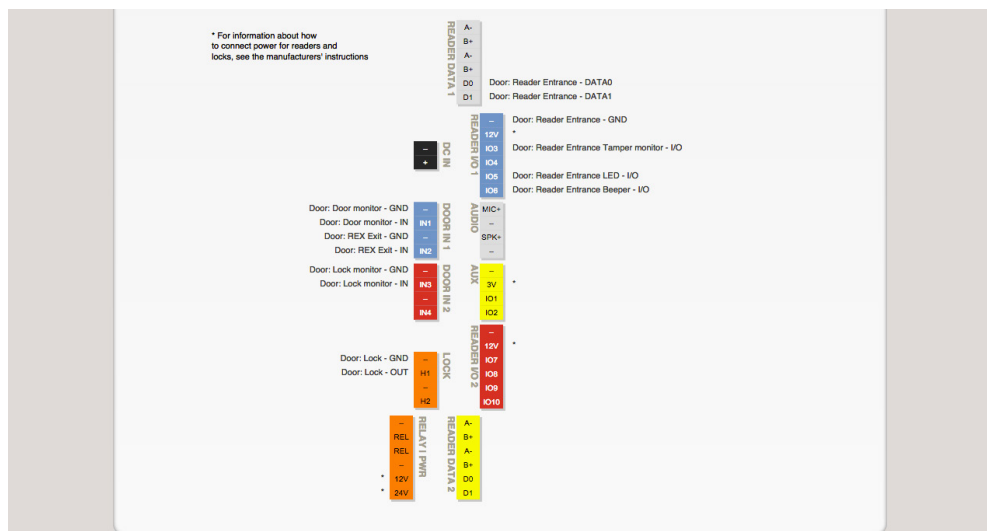 * For information about how
to connect power for readers and
locks, see the manufacturers' instructions
READER DATA 1
A-
B+
A-
B+
D0 Door: Reader Entrance - DATA0
D1 Door: Reader Entrance - DATA1
READER I/O 1
– Door: Reader Entrance - GND
12V *
IO3 Door: Reader Entrance Tamper monitor - I/O
IO4
IO5 Door: Reader Entrance LED - I/O
IO6 Door: Reader Entrance Beeper - I/O
DC IN
–
+
DOOR IN 1
Door: Door monitor - GND –
Door: Door monitor - IN IN1
Door: REX Exit - GND –
Door: REX Exit - IN IN2
AUDIO
MIC+
–
SPK+
–
DOOR IN 2
Door: Lock monitor - GND –
Door: Lock monitor - IN IN3
–
IN4
AUX
–
3V *
IO1
IO2
READER I/O 2
–
12V *
IO7
IO8
IO9
IO10
LOCK
Door: Lock - GND –
Door: Lock - OUT H1
–
H2
RELAY I PWR
–
REL
REL
–
* 12V
* 24V
READER DATA 2
A-
B+
A-
B+
D0
D1